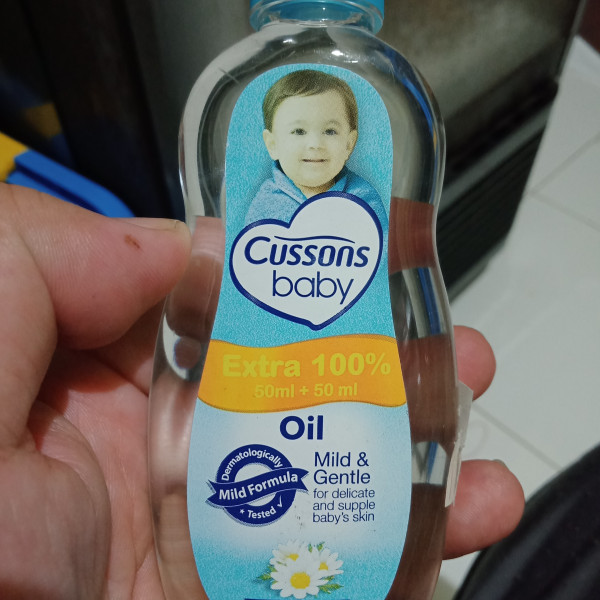 Cussons
baby
Extra 100%
50ml + 50 ml
Oil
Dermatologically
Mild Formula
* Tested ✓
Mild &
Gentle
for delicate
and supple
baby's skin